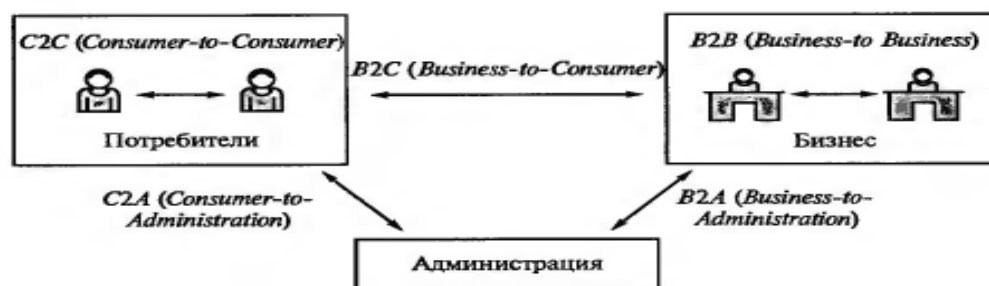 C2C (Consumer-to-Consumer)
Потребители
B2C (Business-to-Consumer)
B2B (Business-to Business)
Бизнес
C2A (Consumer-to-
Administration)
B2A (Business-to-
Administration)
Администрация